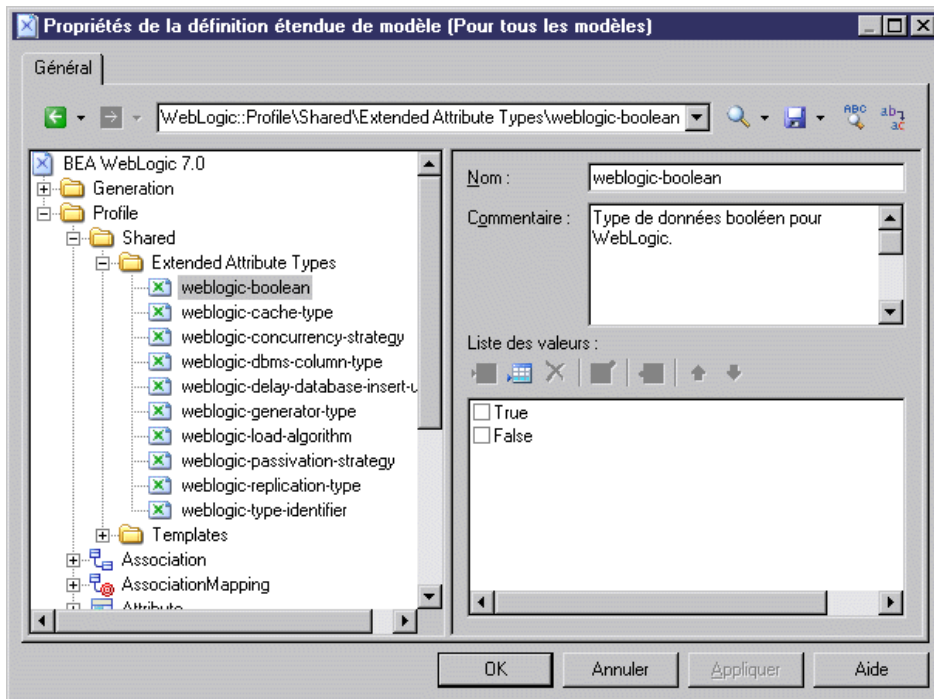 Propriétés de la définition étendue de modèle (Pour tous les modèles)
Général
WebLogic::Profile\Shared\Extended Attribute Types\weblogic-boolean
BEA WebLogic 7.0
Generation
Profile
Shared
Extended Attribute Types
weblogic-boolean
weblogic-cache-type
weblogic-concurrency-strategy
weblogic-dbms-column-type
weblogic-delay-database-insert-u
weblogic-generator-type
weblogic-load-algorithm
weblogic-passivation-strategy
weblogic-replication-type
weblogic-type-identifier
Templates
Association
AssociationMapping
Attribute
Nom :
weblogic-boolean
Commentaire :
Type de données booléen pour
WebLogic.
Liste des valeurs :
True
False
OK
Annuler
Appliquer
Aide